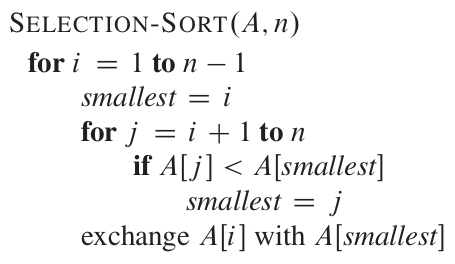 SELECTION-SORT(A, n)
for i = 1 to n − 1
smallest = i
for j = i + 1 to n
if A[j] < A[smallest]
smallest = j
exchange A[i] with A[smallest]